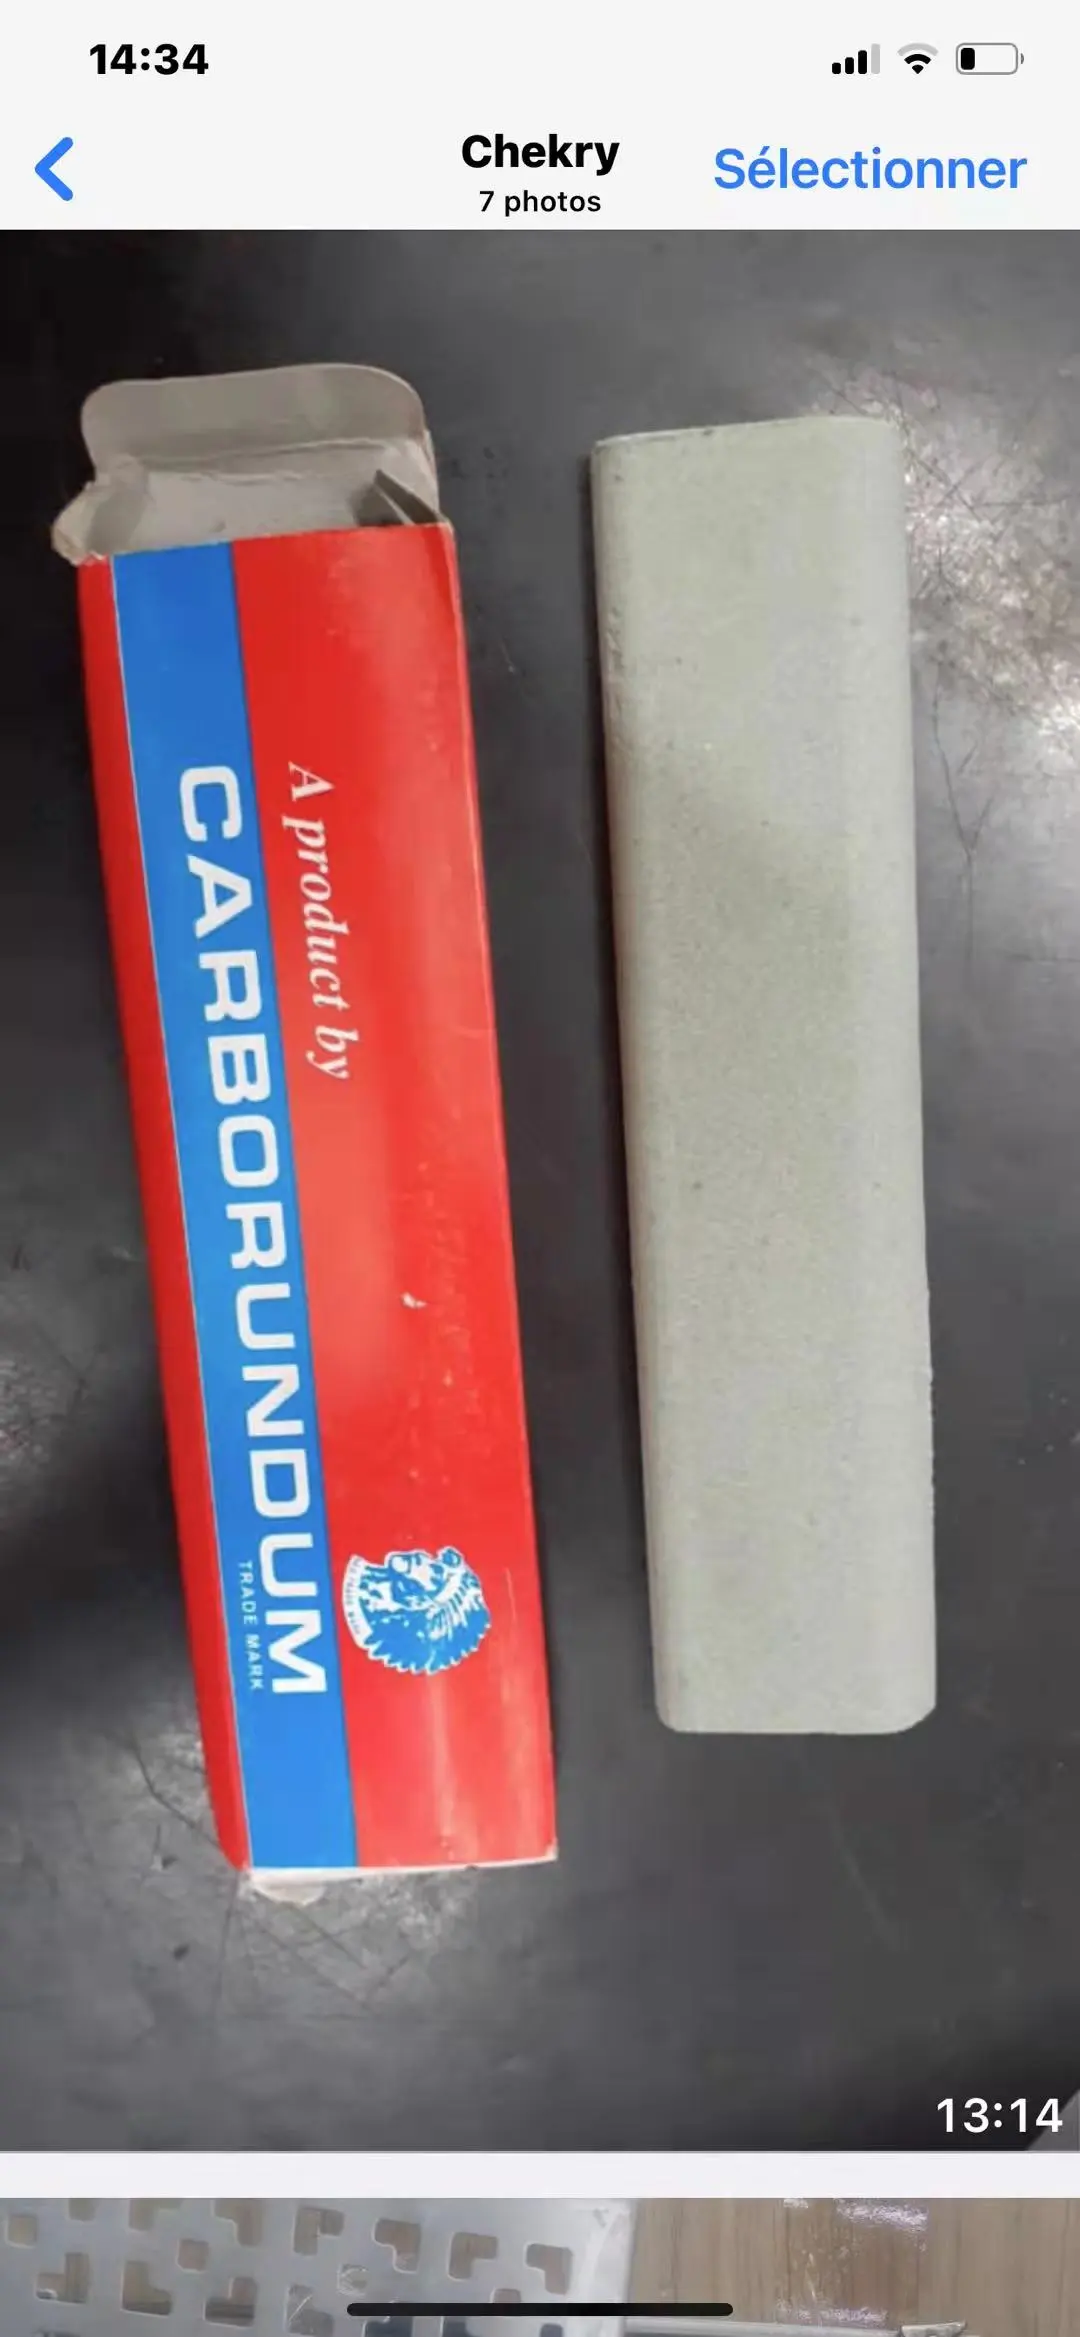 14:34
Chekry
7 photos
Sélectionner
A product by
CARBORUNDUM
TRADE MARK
13:14